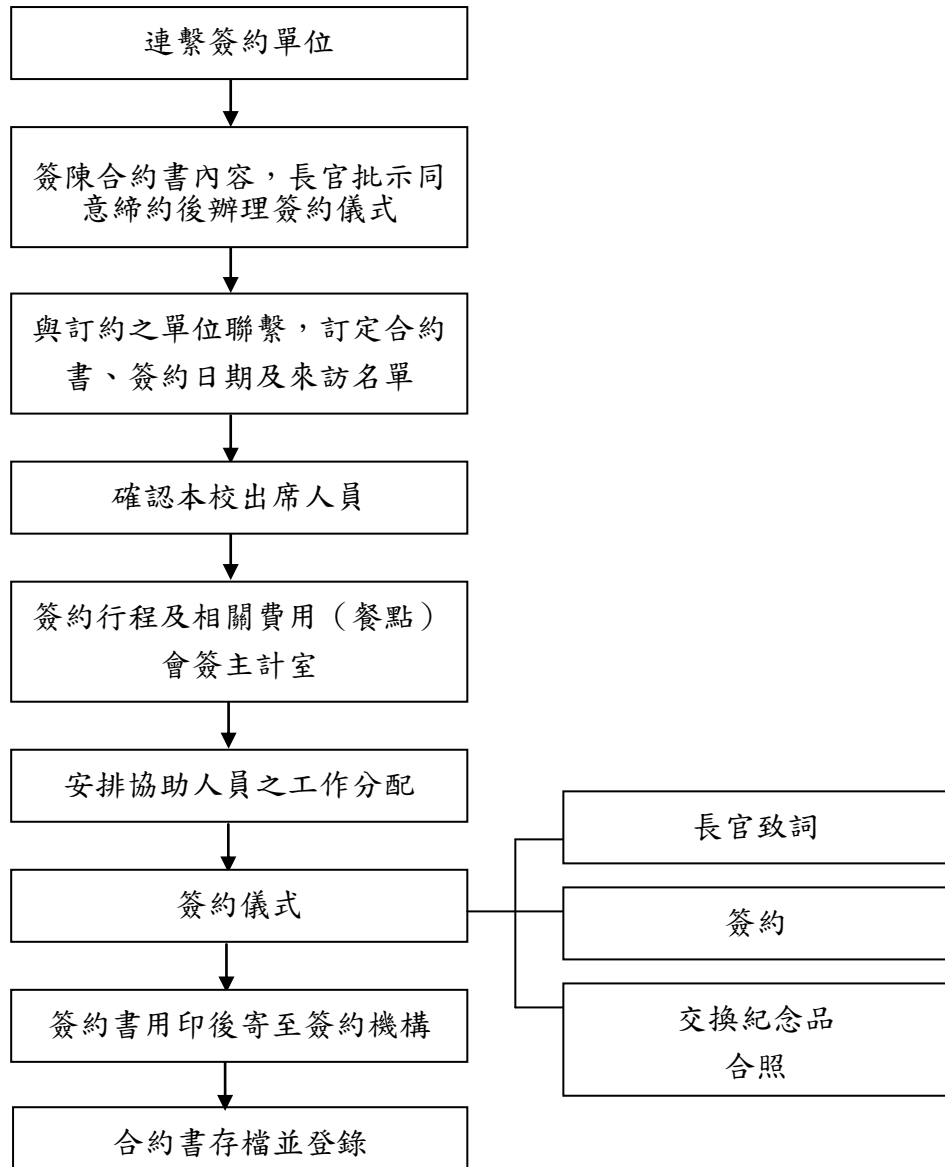 連繫簽約單位
簽陳合約書內容，長官批示同
意締約後辦理簽約儀式
與訂約之單位聯繫，訂定合約
書、簽約日期及來訪名單
確認本校出席人員
簽約行程及相關費用（餐點）
會簽主計室
安排協助人員之工作分配
簽約儀式
長官致詞
簽約
交換紀念品
合照
簽約書用印後寄至簽約機構
合約書存檔並登錄